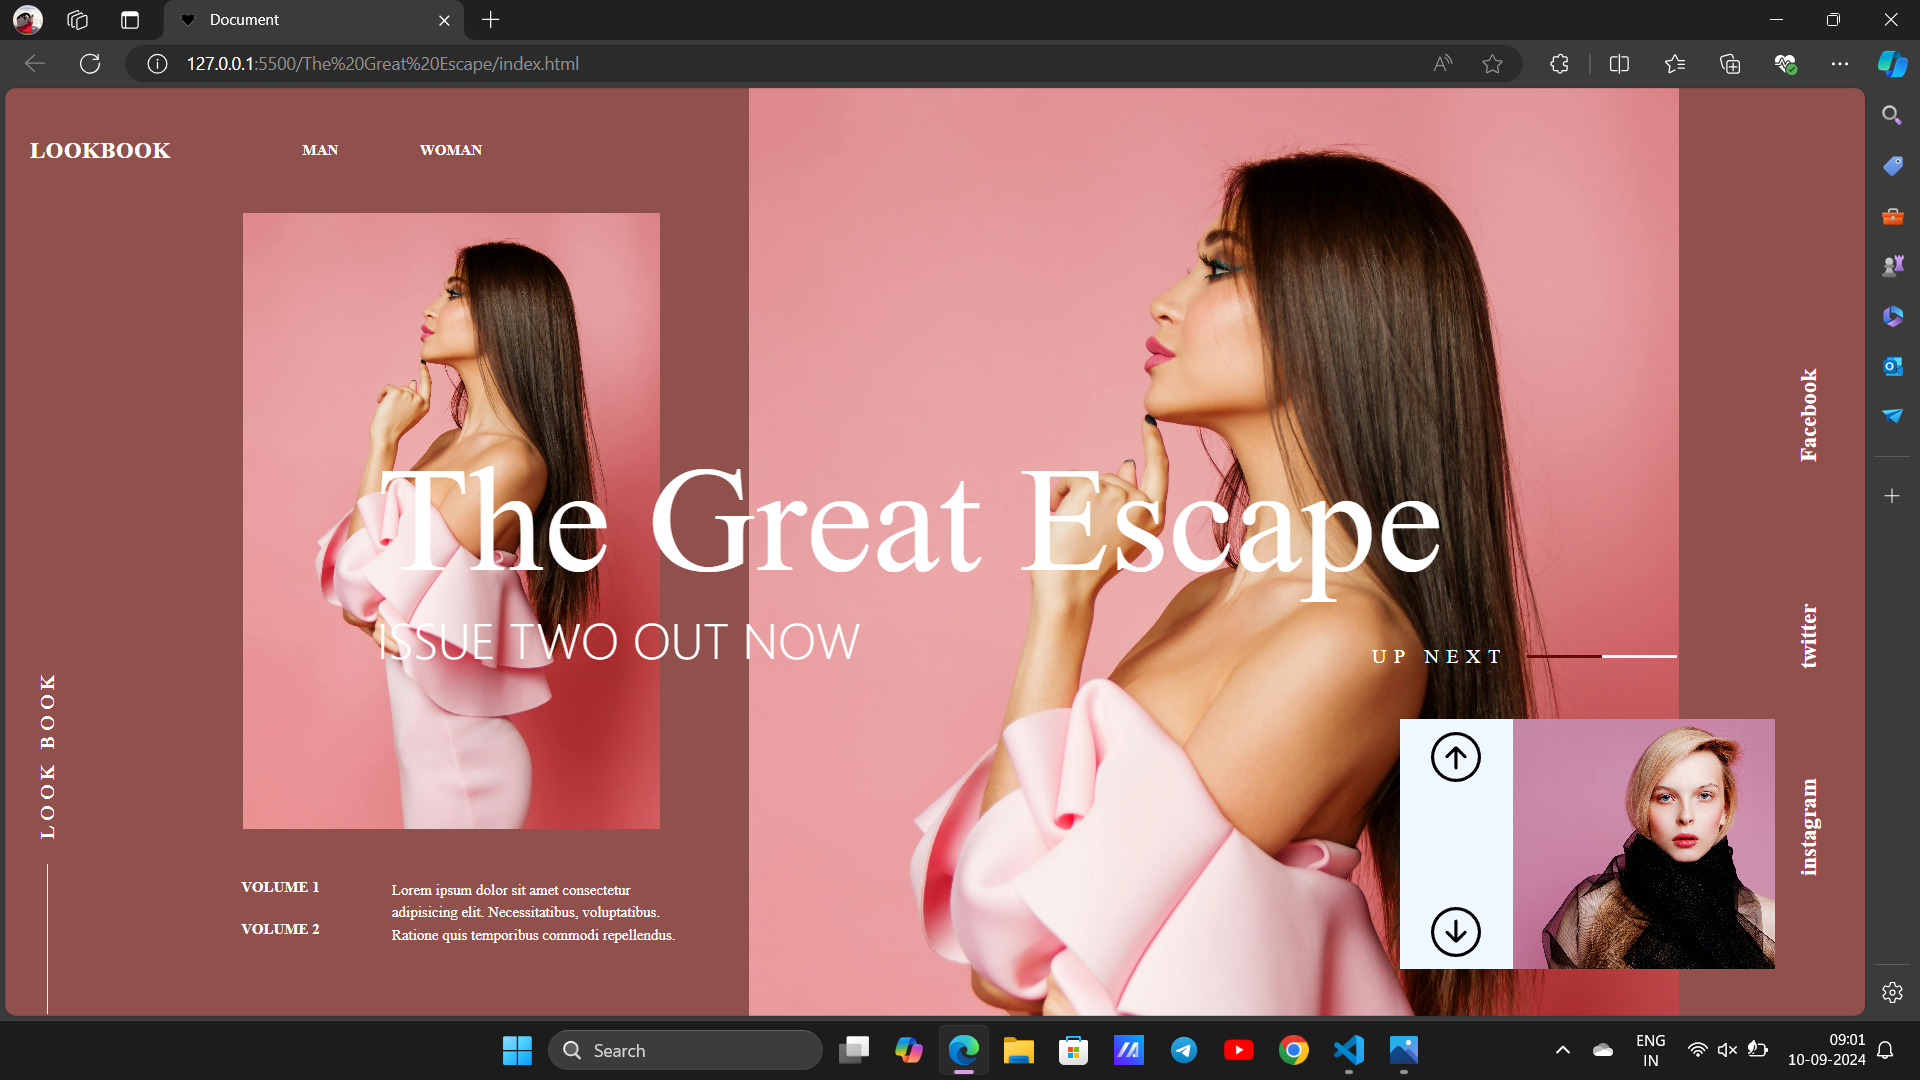 Document
127.0.0.1:5500/The%20Great%20Escape/index.html
LOOKBOOK
MAN
WOMAN
The Great Escape
ISSUE TWO OUT NOW
UP NEXT
LOOK BOOK
Facebook
twitter
instagram
VOLUME 1
VOLUME 2
Lorem ipsum dolor sit amet consectetur
adipisicing elit. Necessitatibus, voluptatibus.
Ratione quis temporibus commodi repellendus.
Search
ENG
IN
09:01
10-09-2024